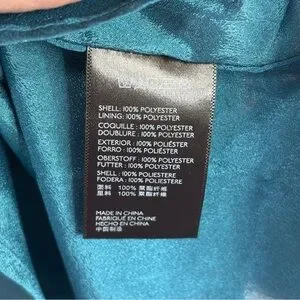 SHELL: 100% POLYESTER
LINING: 100% POLYESTER
COQUILLE : 100% POLYESTER
DOUBLURE : 100% POLYESTER
EXTERIOR : 100% POLIÉSTER
FORRO : 100% POLIÉSTER
OBERSTOFF : 100% POLYESTER
FUTTER : 100% POLYESTER
SHELL : 100% POLIESTERE
FODERA : 100% POLIESTERE
面料 100% 聚酯纤维
里料 100% 聚酯纤维
MADE IN CHINA
FABRIQUÉ EN CHINE
HECHO EN CHINA
中国制造